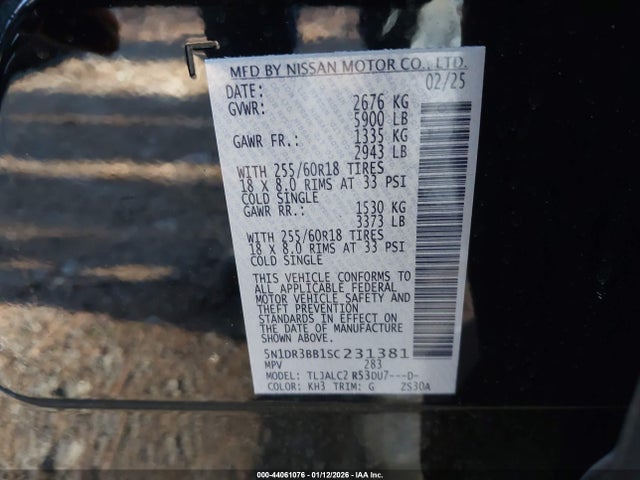 MFD BY NISSAN MOTOR CO., LTD.
DATE: 02/25
GVWR: 2676 KG
5900 LB
GAWR FR.: 1335 KG
2943 LB
WITH 255/60R18 TIRES
18 X 8.0 RIMS AT 33 PSI
COLD SINGLE
GAWR RR.: 1530 KG
3373 LB
WITH 255/60R18 TIRES
18 X 8.0 RIMS AT 33 PSI
COLD SINGLE
THIS VEHICLE CONFORMS TO
ALL APPLICABLE FEDERAL
MOTOR VEHICLE SAFETY AND
THEFT PREVENTION
STANDARDS IN EFFECT ON
THE DATE OF MANUFACTURE
SHOWN ABOVE.
5N1DR3BB1SC231381
MPV 283
MODEL: TLJALC2 R53DU7---D-
COLOR: KH3 TRIM: G 2S30A
000-44061076 - 01/12/2026 - IAA Inc.